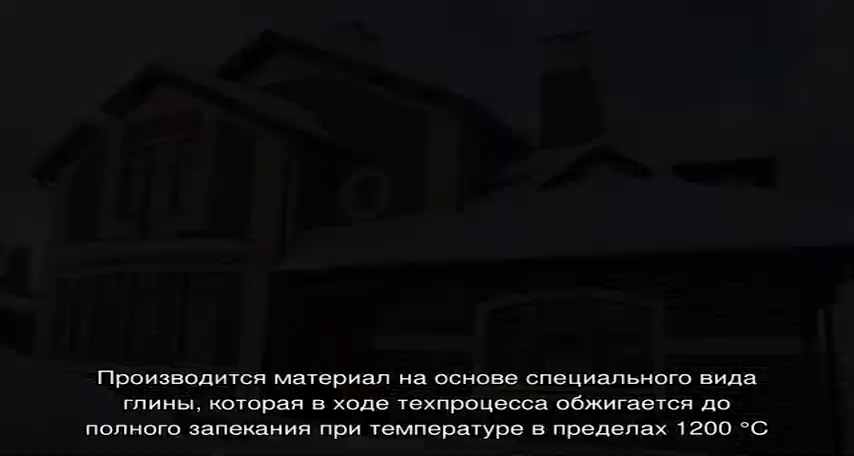 Производится материал на основе специального вида
глины, которая в ходе техпроцесса обжигается до
полного запекания при температуре в пределах 1200 °C